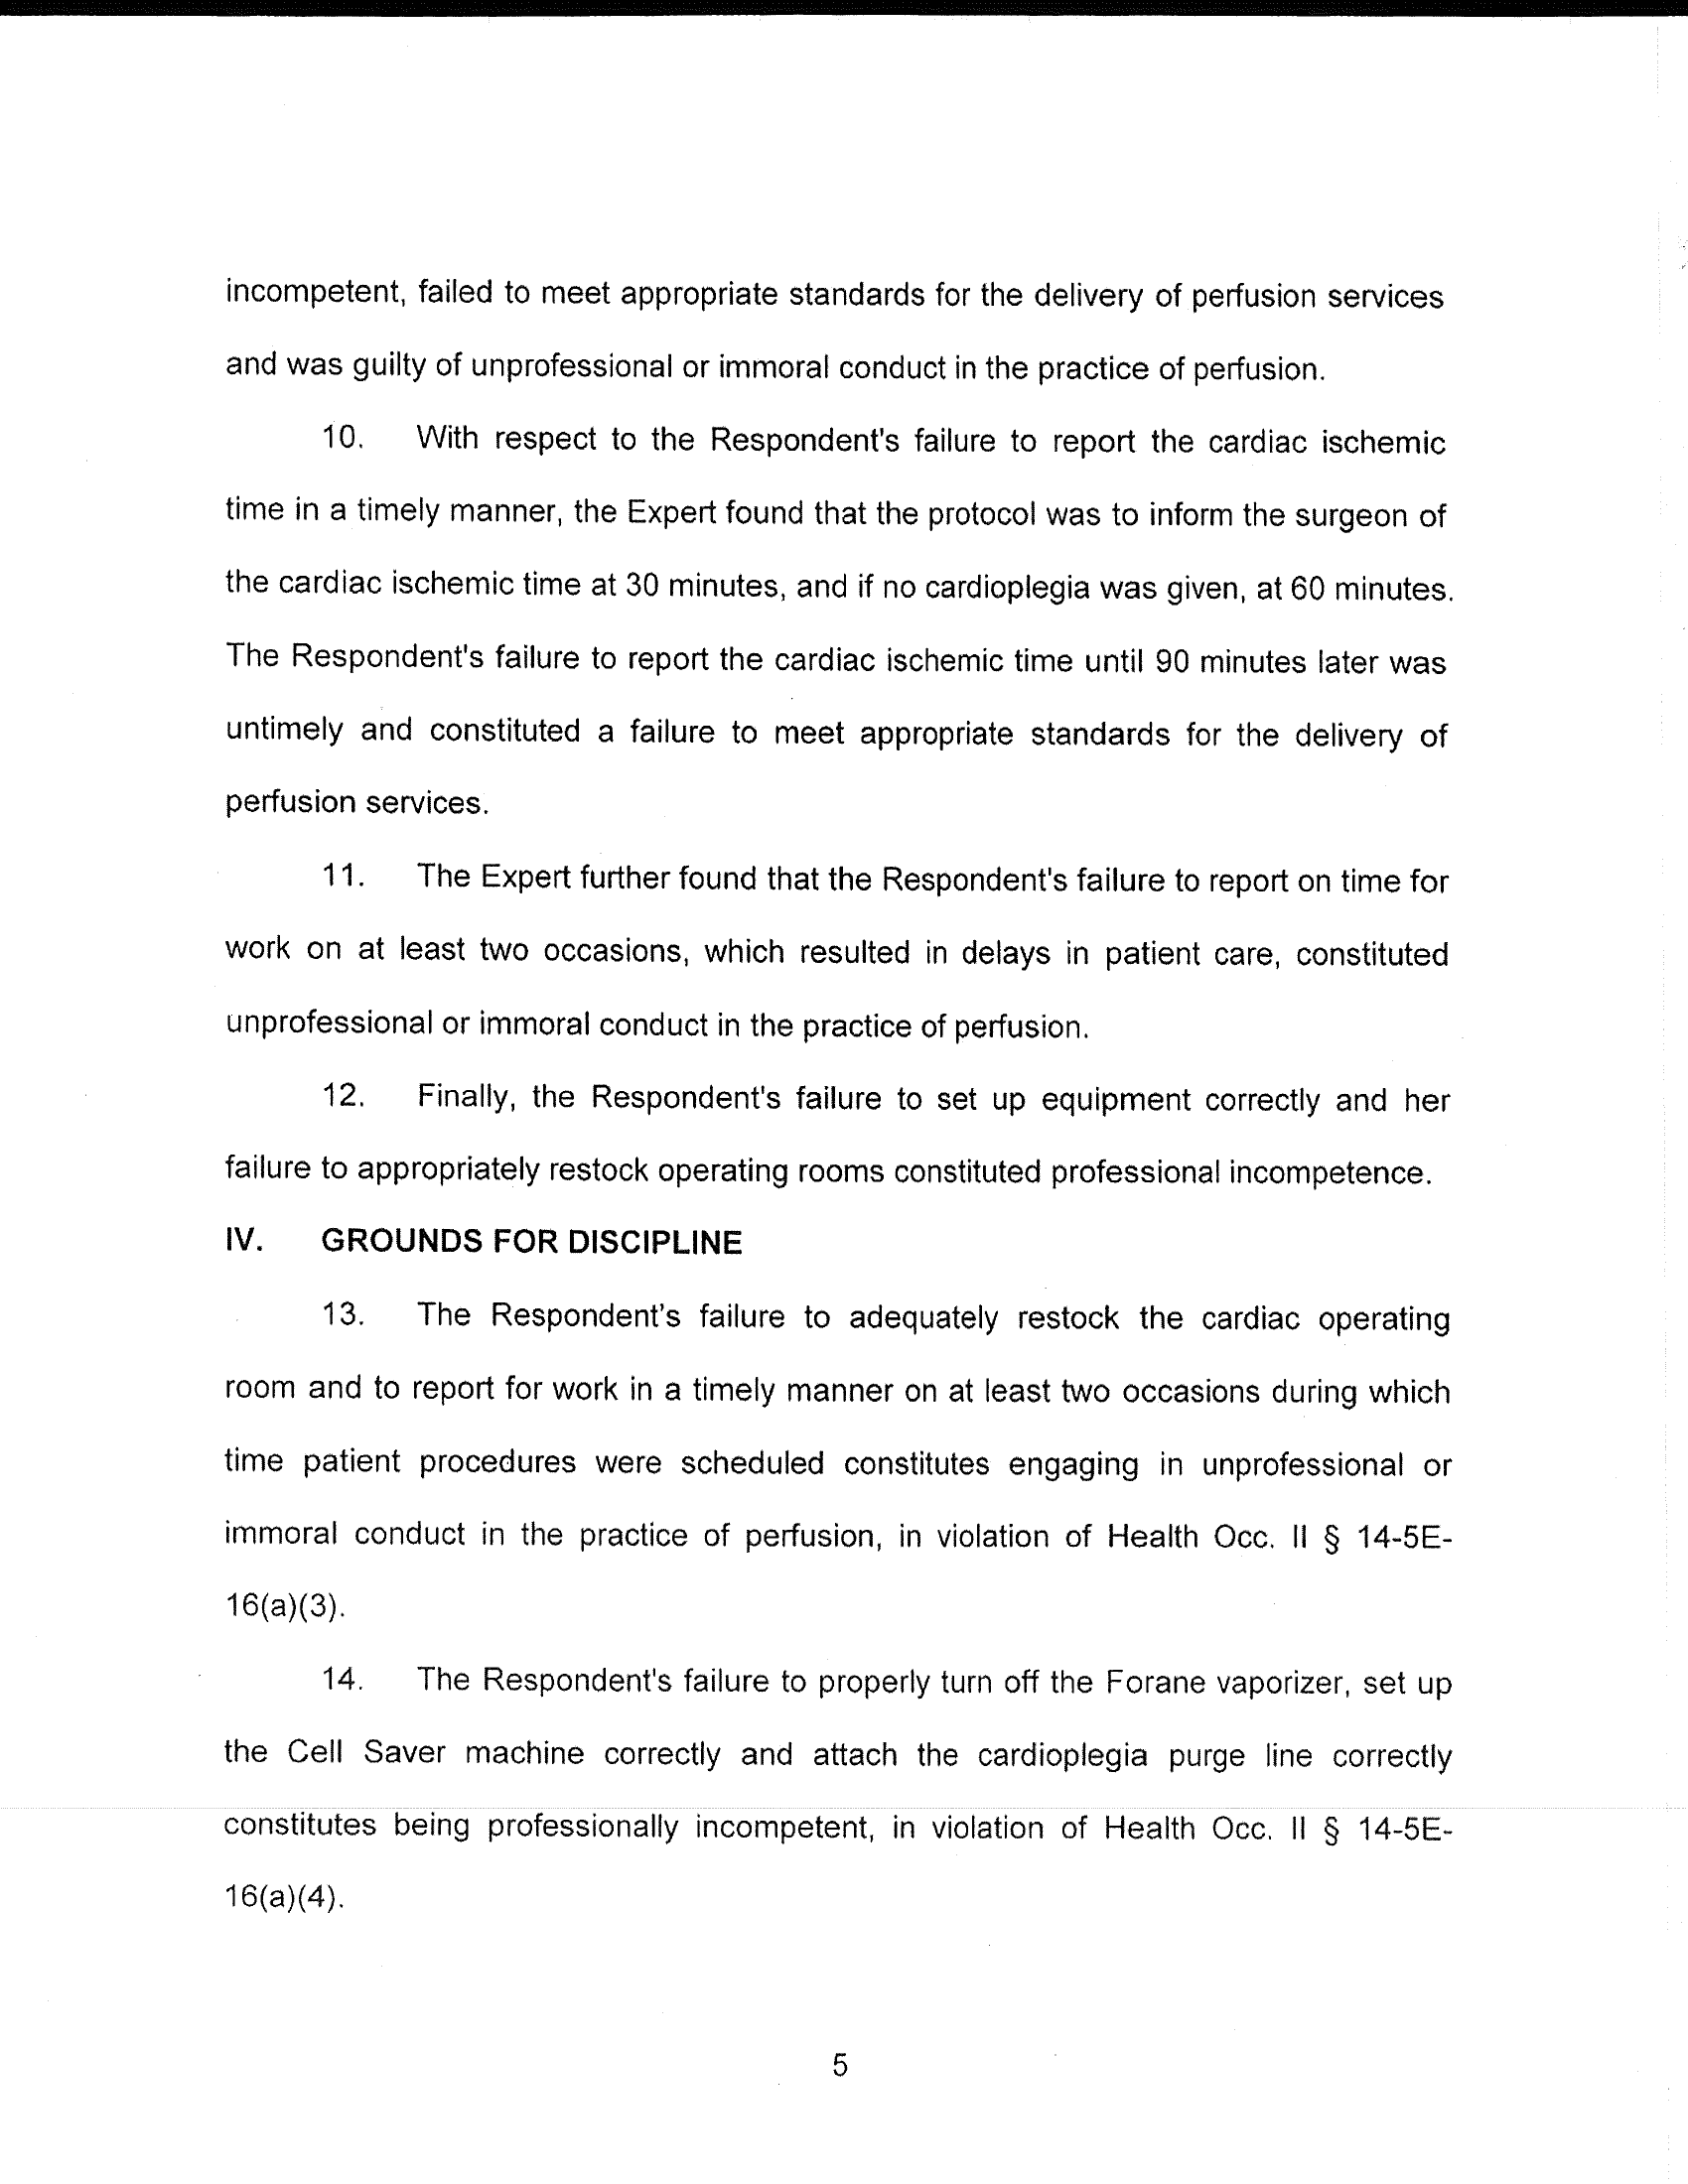 incompetent, failed to meet appropriate standards for the delivery of perfusion services
and was guilty of unprofessional or immoral conduct in the practice of perfusion.
10. With respect to the Respondent's failure to report the cardiac ischemic
time in a timely manner, the Expert found that the protocol was to inform the surgeon of
the cardiac ischemic time at 30 minutes, and if no cardioplegia was given, at 60 minutes.
The Respondent's failure to report the cardiac ischemic time until 90 minutes later was
untimely and constituted a failure to meet appropriate standards for the delivery of
perfusion services.
11. The Expert further found that the Respondent's failure to report on time for
work on at least two occasions, which resulted in delays in patient care, constituted
unprofessional or immoral conduct in the practice of perfusion.
12. Finally, the Respondent's failure to set up equipment correctly and her
failure to appropriately restock operating rooms constituted professional incompetence.
IV. GROUNDS FOR DISCIPLINE
13. The Respondent's failure to adequately restock the cardiac operating
room and to report for work in a timely manner on at least two occasions during which
time patient procedures were scheduled constitutes engaging in unprofessional or
immoral conduct in the practice of perfusion, in violation of Health Occ. II § 14-5E-
16(a)(3).
14. The Respondent's failure to properly turn off the Forane vaporizer, set up
the Cell Saver machine correctly and attach the cardioplegia purge line correctly
constitutes being professionally incompetent, in violation of Health Occ. II § 14-5E-
16(a)(4).
5